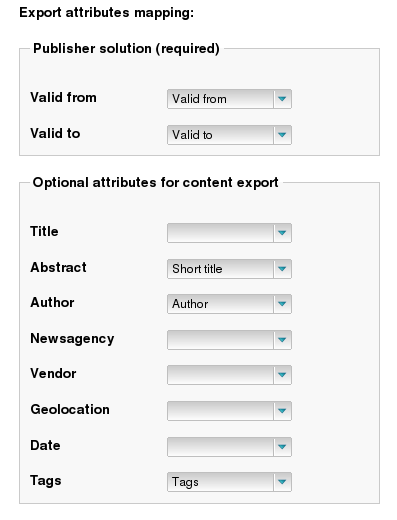 Export attributes mapping:
Publisher solution (required)
Valid from Valid from
Valid to Valid to
Optional attributes for content export
Title
Abstract Short title
Author Author
Newsagency
Vendor
Geolocation
Date
Tags Tags